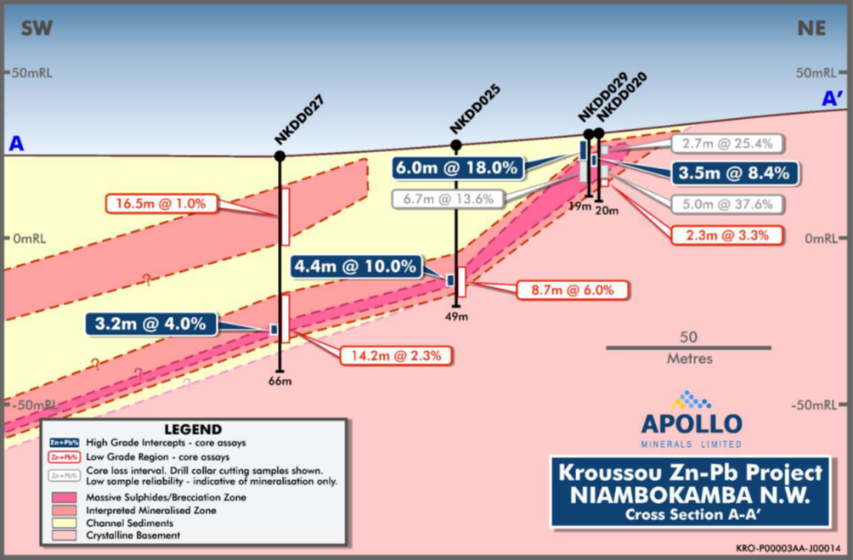 SW
NE
50mRL
50mRL
NKDD027
NKDD025
NKDD029
NKDD020
A
A'
2.7m @ 25.4%
6.0m @ 18.0%
3.5m @ 8.4%
6.7m @ 13.6%
5.0m @ 37.6%
16.5m @ 1.0%
19m
20m
0mRL
0mRL
2.3m @ 3.3%
4.4m @ 10.0%
?
8.7m @ 6.0%
49m
3.2m @ 4.0%
50
Metres
14.2m @ 2.3%
?
?
?
66m
-50mRL
-50mRL
APOLLO
MINERALS LIMITED
LEGEND
Zn+Pb% High Grade Intercepts - core assays
Zn+Pb% Low Grade Region - core assays
Zn+Pb% Core loss interval. Drill collar cutting samples shown.
Low sample reliability - indicative of mineralisation only.
Massive Sulphides/Brecciation Zone
Interpreted Mineralised Zone
Channel Sediments
Crystalline Basement
Kroussou Zn-Pb Project
NIAMBOKAMBA N.W.
Cross Section A-A'
KRO-P00003AA-J00014